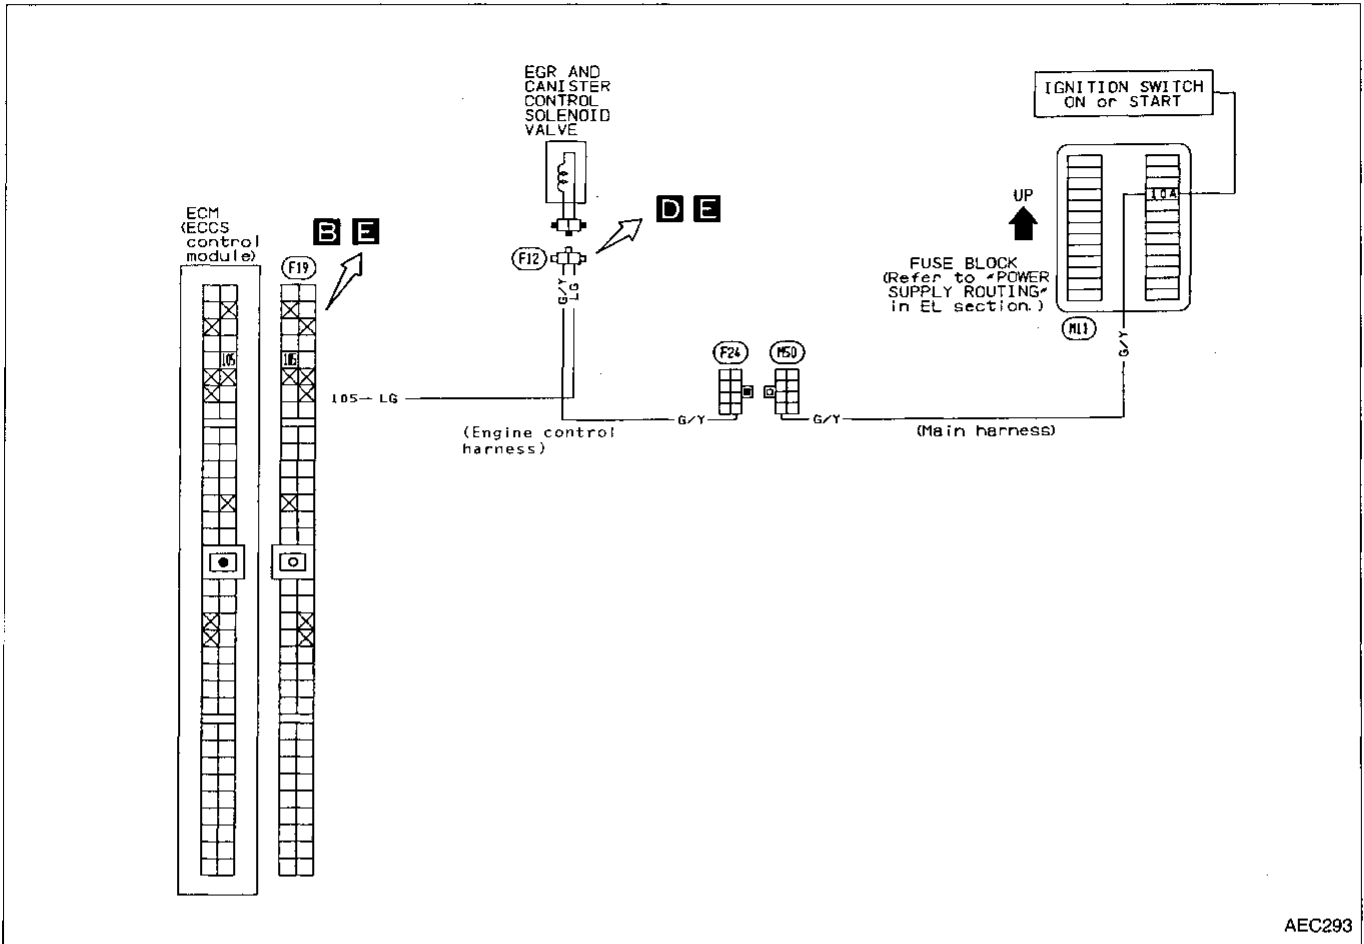 EGR AND
CANISTER
CONTROL
SOLENOID
VALVE
IGNITION SWITCH
ON or START
10A
UP
FUSE BLOCK
(Refer to "POWER
SUPPLY ROUTING"
in EL section.)
M11
G/Y
ECM
(ECCS
control
module)
B E
F19
D E
F12
G/Y
LG
F24
M50
105
105
105 LG
G/Y
G/Y
(Engine control
harness)
(Main harness)
AEC293